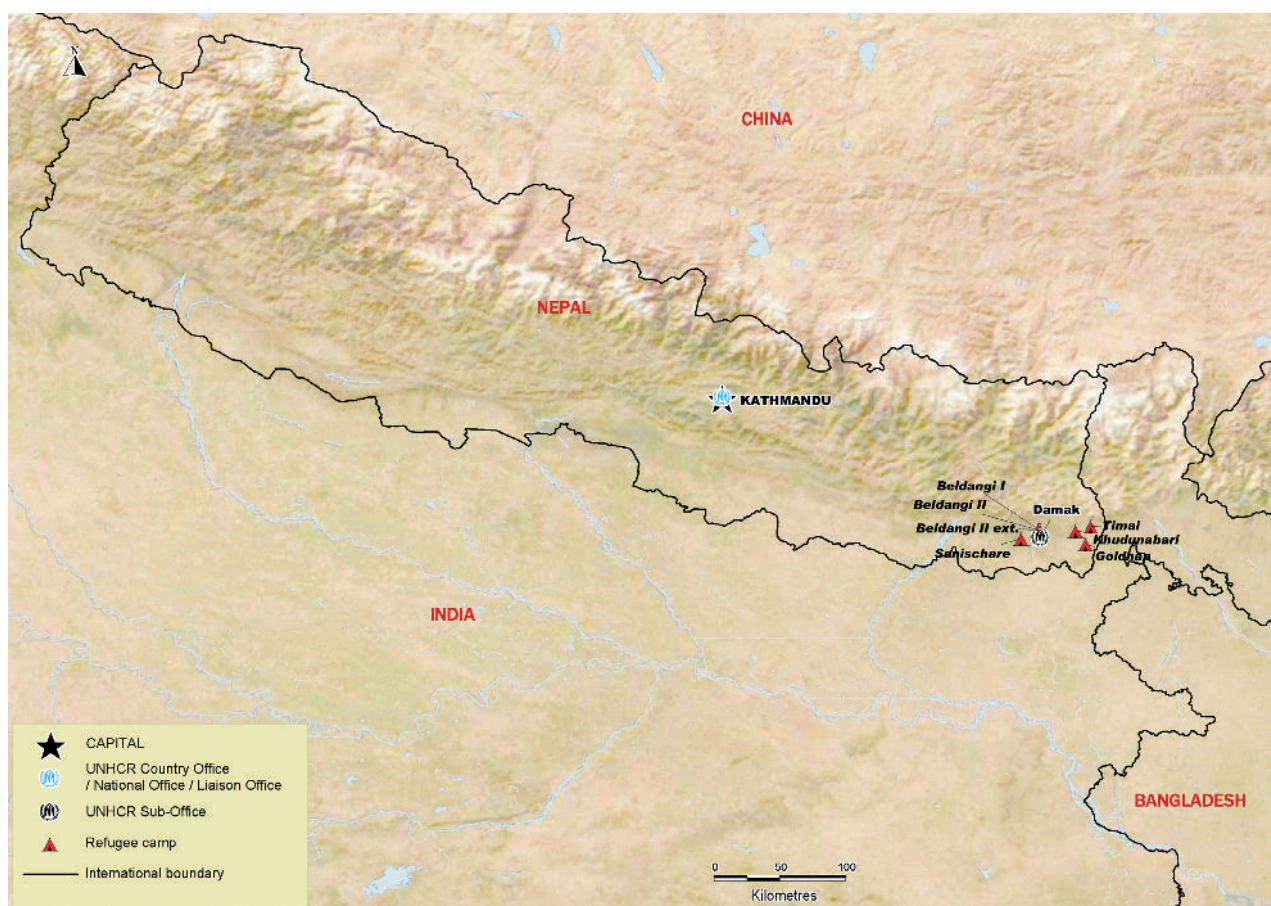 N
CHINA
NEPAL
KATHMANDU
Beldangi I
Beldangi II
Damak
Beldangi II ext.
Timai
Khudunabari
Sanischare
Goldhap
INDIA
BANGLADESH
CAPITAL
UNHCR Country Office
/ National Office / Liaison Office
UNHCR Sub-Office
Refugee camp
International boundary
0 50 100
Kilometres